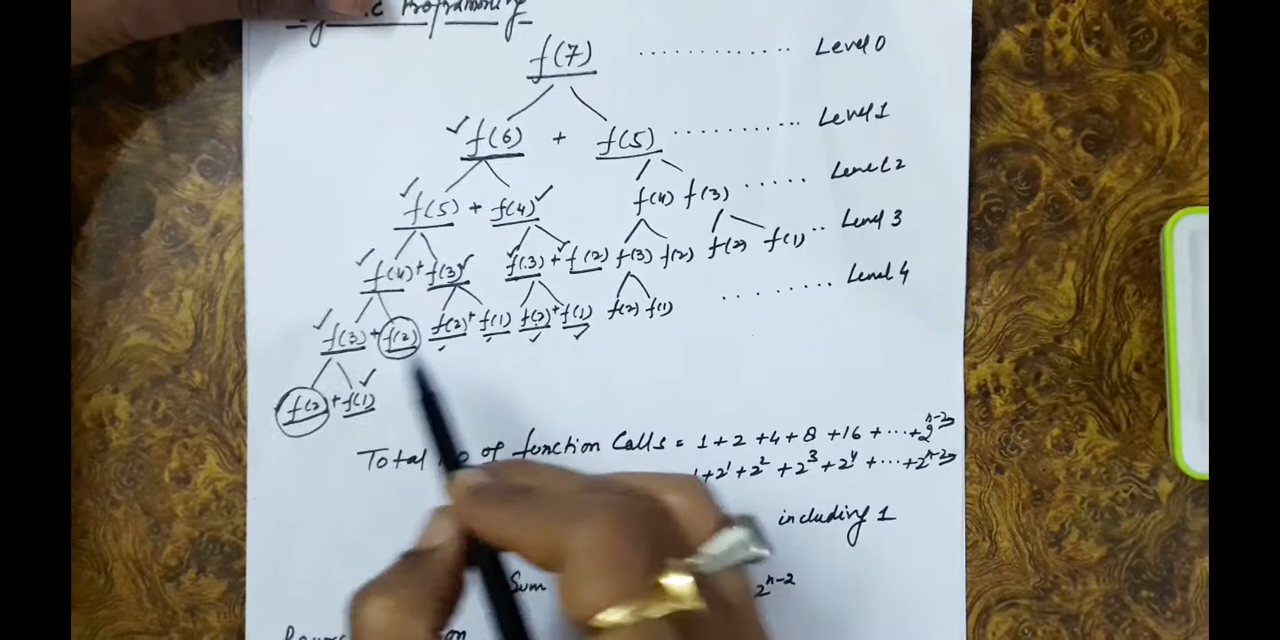 Programming
f(7) ............ Level 0
✓ f(6) + f(5) ........... Level 1
✓ f(5) + f(4) ✓ f(4) f(3) ..... Level 2
✓ f(4) + f(3) ✓ ✓ f(3) + ✓ f(2) f(3) f(2) f(2) f(1) .. Level 3
✓ f(3) + f(2) f(2) + f(1) f(2) + f(1) f(2) f(1) ......... Level 4
f(2) + f(1) ✓
Total No of function Calls = 1 + 2 + 4 + 8 + 16 + ... + 2^{n-2}
+ 2^1 + 2^2 + 2^3 + 2^4 + ... + 2^{n-2}
including 1
Sum 2^{n-2}